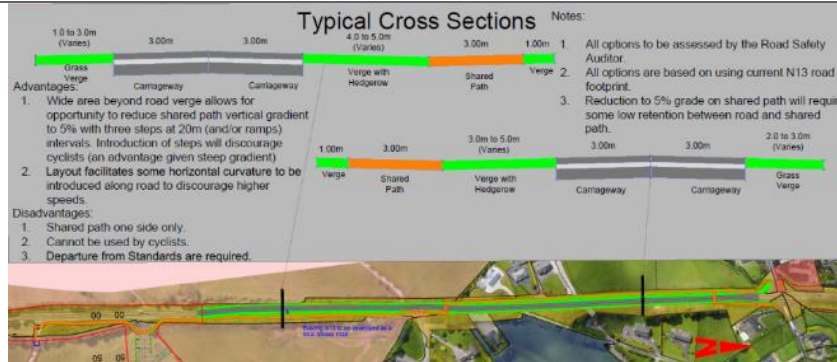 Typical Cross Sections
Notes:
1. All options to be assessed by the Road Safety
Auditor.
2. All options are based on using current N13 road
footprint.
3. Reduction to 5% grade on shared path will requi
some low retention between road and shared
path.
1.0 to 3.0m
(Varies)
3.00m
3.00m
4.0 to 5.0m
(Varies)
3.00m
1.00m
Grass
Verge
Carriageway
Carriageway
Verge with
Hedgerow
Shared
Path
Verge
Advantages:
1. Wide area beyond road verge allows for
opportunity to reduce shared path vertical gradient
to 5% with three steps at 20m (and/or ramps)
intervals. Introduction of steps will discourage
cyclists (an advantage given steep gradient)
2. Layout facilitates some horizontal curvature to be
introduced along road to discourage higher
speeds.
Disadvantages:
1. Shared path one side only.
2. Cannot be used by cyclists.
3. Departure from Standards are required.
1.00m
3.00m
3.0m to 5.0m
(Varies)
3.00m
3.00m
2.0 to 3.0m
(Varies)
Verge
Shared
Path
Verge with
Hedgerow
Carriageway
Carriageway
Grass
Verge